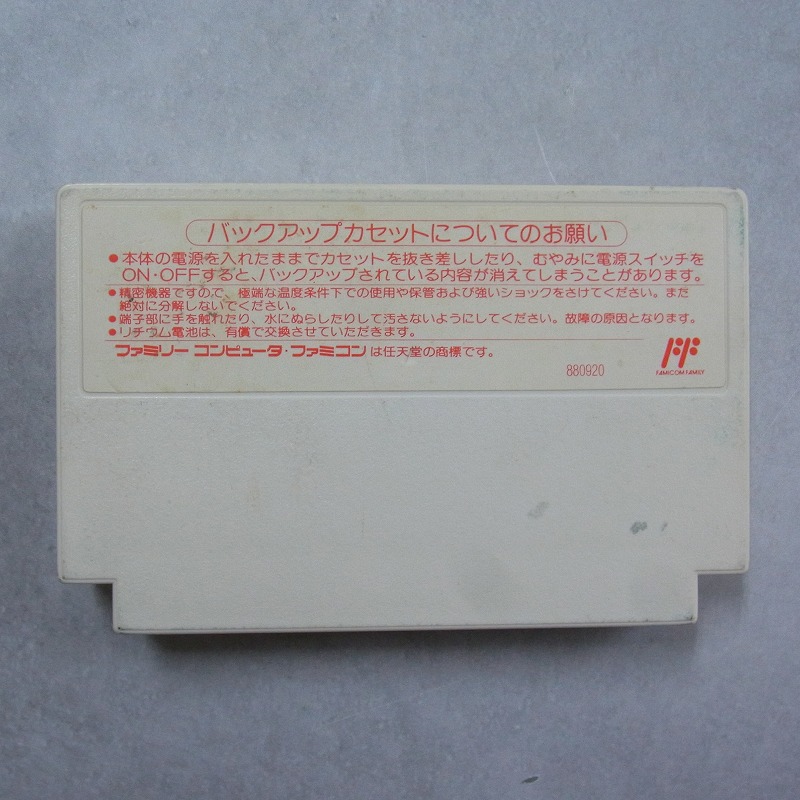 バックアップカセットについてのお願い
●本体の電源を入れたままでカセットを抜き差ししたり、むやみに電源スイッチを
ON・OFFすると、バックアップされている内容が消えてしまうことがあります。
●精密機器ですので、極端な温度条件下での使用や保管および強いショックをさけてください。また
絶対に分解しないでください。
●端子部に手を触れたり、水にぬらしたりして汚さないようにしてください。故障の原因となります。
●リチウム電池は、有償で交換させていただきます。
ファミリー コンピュータ・ファミコンは任天堂の商標です。
880920
FAMICOM FAMILY